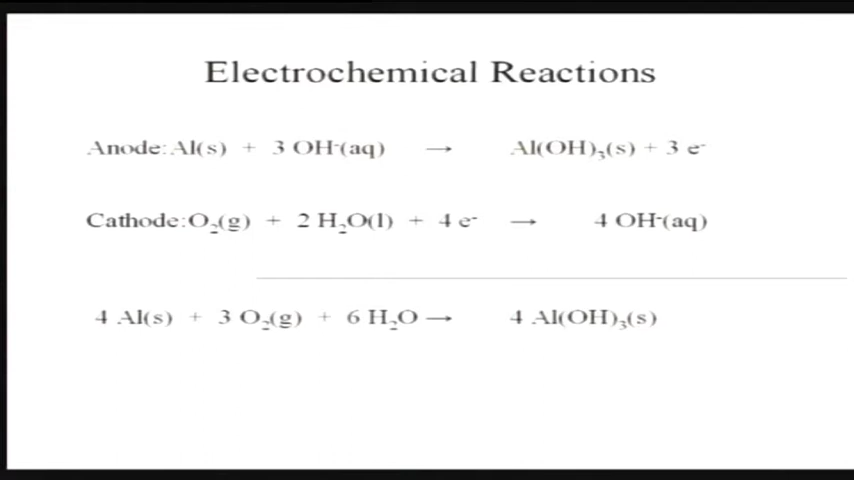 Electrochemical Reactions
Anode: Al(s) + 3 OH⁻(aq) → Al(OH)₃(s) + 3 e⁻
Cathode: O₂(g) + 2 H₂O(l) + 4 e⁻ → 4 OH⁻(aq)
4 Al(s) + 3 O₂(g) + 6 H₂O → 4 Al(OH)₃(s)